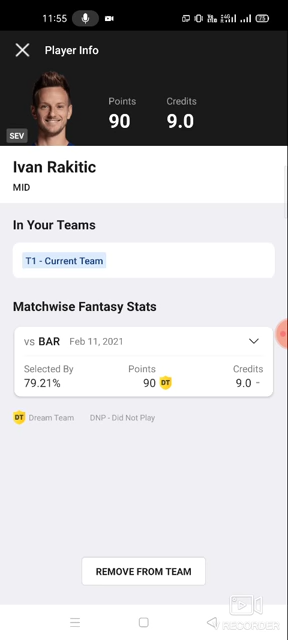 11:55
75
Player Info
Points
Credits
90
9.0
SEV
Ivan Rakitic
MID
In Your Teams
T1 - Current Team
Matchwise Fantasy Stats
vs BAR Feb 11, 2021
Selected By
Points
Credits
79.21%
90 DT
9.0 -
DT Dream Team DNP - Did Not Play
REMOVE FROM TEAM
RECORDER